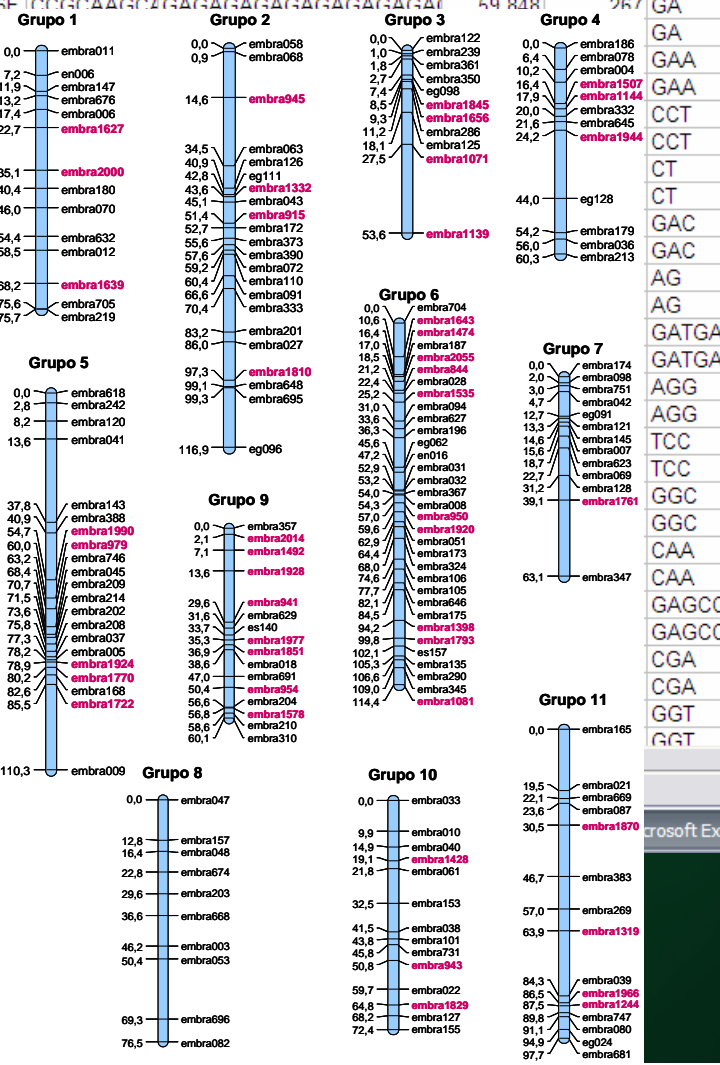 CCGCAAGCAGAGAGAGAGAGAGAGAGAGAGA
59.848
267
Grupo 1
0,0 embra011
7,2 en006
11,9 embra147
13,2 embra676
17,4 embra006
22,7 embra1627
35,1 embra2000
40,4 embra180
46,0 embra070
54,4 embra632
58,5 embra012
68,2 embra1639
75,6 embra705
75,7 embra219
Grupo 2
0,0 embra058
0,9 embra068
14,6 embra945
34,5 embra063
40,9 embra126
42,8 eg111
43,6 embra1332
45,1 embra043
51,4 embra915
52,7 embra172
55,6 embra373
57,6 embra390
59,2 embra072
60,4 embra110
66,6 embra091
70,4 embra333
83,2 embra201
86,0 embra027
97,3 embra1810
99,1 embra648
99,3 embra695
116,9 eg096
Grupo 3
0,0 embra122
1,0 embra239
1,8 embra361
2,7 embra350
7,4 eg098
8,5 embra1845
9,3 embra1656
11,2 embra286
18,1 embra125
27,5 embra1071
53,6 embra1139
Grupo 4
0,0 embra186
6,4 embra078
10,2 embra004
16,4 embra1507
17,9 embra1144
20,0 embra332
21,6 embra645
24,2 embra1944
44,0 eg128
54,2 embra179
56,0 embra036
60,3 embra213
Grupo 5
0,0 embra618
2,8 embra242
8,2 embra120
13,6 embra041
37,8 embra143
40,9 embra388
54,7 embra1990
60,0 embra979
63,2 embra746
68,4 embra045
70,7 embra209
71,5 embra214
73,6 embra202
75,8 embra208
77,3 embra037
78,2 embra005
78,9 embra1924
80,2 embra1770
82,6 embra168
85,5 embra1722
110,3 embra009
Grupo 6
0,0 embra704
10,6 embra1643
16,4 embra1474
17,0 embra187
18,5 embra2055
21,2 embra844
22,4 embra028
25,2 embra1535
31,0 embra094
33,6 embra627
36,3 embra196
45,6 eg062
47,2 en016
52,9 embra031
53,2 embra032
54,0 embra367
54,3 embra008
57,0 embra950
59,6 embra1920
62,9 embra051
64,4 embra173
68,0 embra324
74,6 embra106
77,7 embra105
82,1 embra646
84,5 embra175
94,2 embra1398
99,8 embra1793
102,1 es157
105,3 embra135
106,6 embra290
109,0 embra345
114,4 embra1081
Grupo 7
0,0 embra174
2,0 embra098
3,0 embra751
4,7 embra042
12,7 eg091
13,3 embra121
14,6 embra145
15,6 embra007
18,7 embra623
22,7 embra069
31,2 embra128
39,1 embra1761
63,1 embra347
Grupo 9
0,0 embra357
2,1 embra2014
7,1 embra1492
13,6 embra1928
29,6 embra941
31,6 embra629
33,7 es140
35,3 embra1977
36,9 embra1851
38,6 embra018
47,0 embra691
50,4 embra954
56,6 embra204
56,8 embra1578
58,6 embra210
60,1 embra310
Grupo 8
0,0 embra047
12,8 embra157
16,4 embra048
22,8 embra674
29,6 embra203
36,6 embra668
46,2 embra003
50,4 embra053
69,3 embra696
76,5 embra082
Grupo 10
0,0 embra033
9,9 embra010
14,9 embra040
19,1 embra1428
21,8 embra061
32,5 embra153
41,5 embra038
43,8 embra101
45,8 embra731
50,8 embra943
59,7 embra022
64,8 embra1829
68,2 embra127
72,4 embra155
Grupo 11
0,0 embra165
19,5 embra021
22,1 embra669
23,6 embra087
30,5 embra1870
46,7 embra383
57,0 embra269
63,9 embra1319
84,3 embra039
86,5 embra1966
87,5 embra1244
89,8 embra747
91,1 embra080
94,9 eg024
97,7 embra681
GA
GA
GAA
GAA
CCT
CCT
CT
CT
GAC
GAC
AG
AG
GATGA
GATGA
AGG
AGG
TCC
TCC
GGC
GGC
CAA
CAA
GAGCC
GAGCC
CGA
CGA
GGT
GGT
crosoft Ex